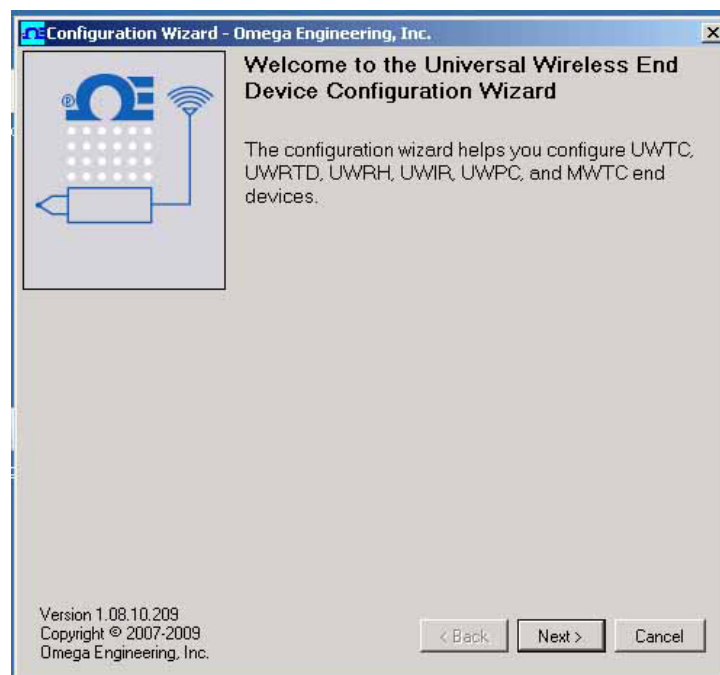 Configuration Wizard - Omega Engineering, Inc.
Welcome to the Universal Wireless End
Device Configuration Wizard
The configuration wizard helps you configure UWTC,
UWRTD, UWRH, UWIR, UWPC, and MWTC end
devices.
Version 1.08.10.209
Copyright © 2007-2009
Omega Engineering, Inc.
< Back
Next >
Cancel